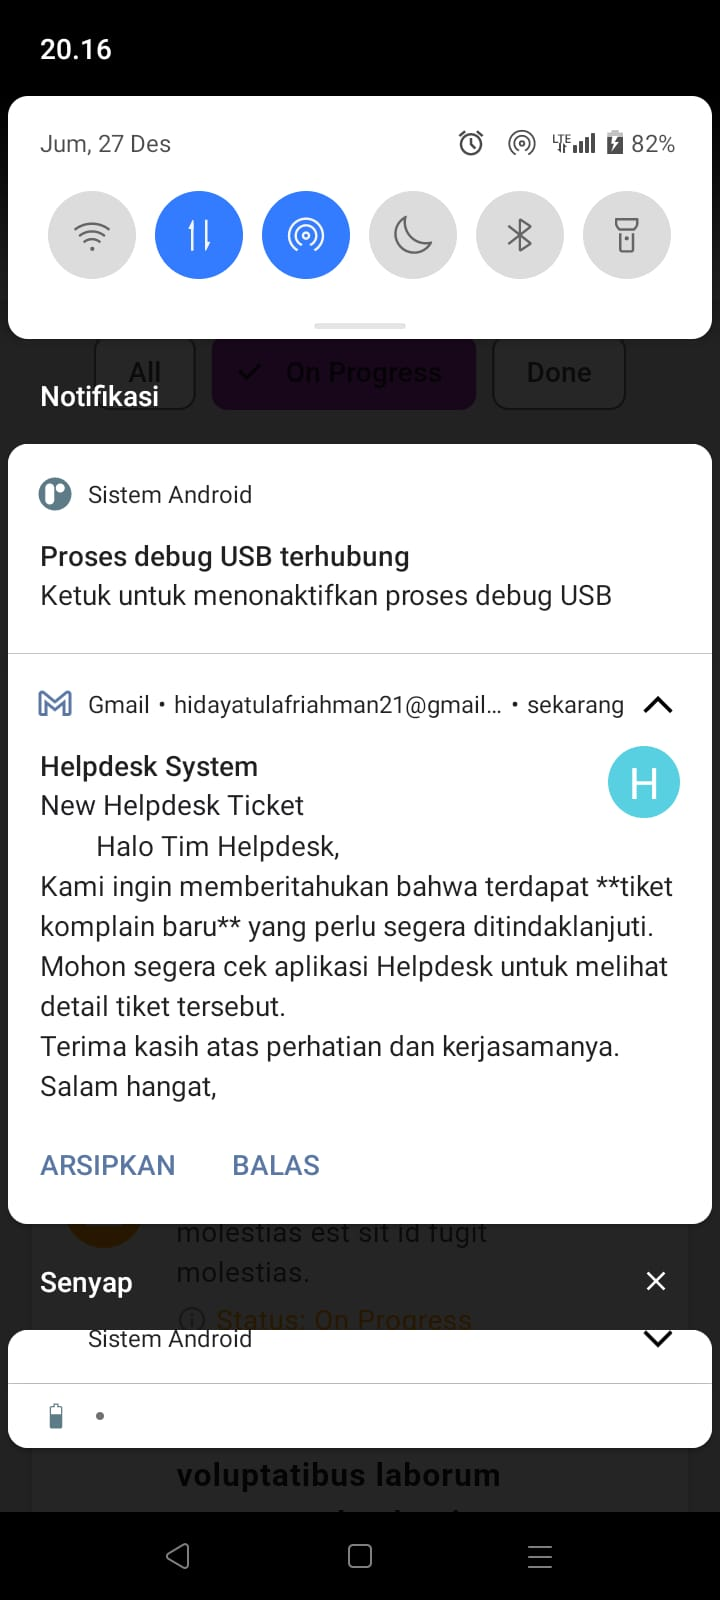 20.16
Jum, 27 Des
LTE
82%
All
On Progress
Done
Notifikasi
Sistem Android
Proses debug USB terhubung
Ketuk untuk menonaktifkan proses debug USB
Gmail • hidayatulafriahman21@gmail... • sekarang
Helpdesk System
H
New Helpdesk Ticket
Halo Tim Helpdesk,
Kami ingin memberitahukan bahwa terdapat **tiket
komplain baru** yang perlu segera ditindaklanjuti.
Mohon segera cek aplikasi Helpdesk untuk melihat
detail tiket tersebut.
Terima kasih atas perhatian dan kerjasamanya.
Salam hangat,
ARSIPKAN BALAS
molestias est sit id fugit
molestias.
Senyap
Status: On Progress
Sistem Android
voluptatibus laborum